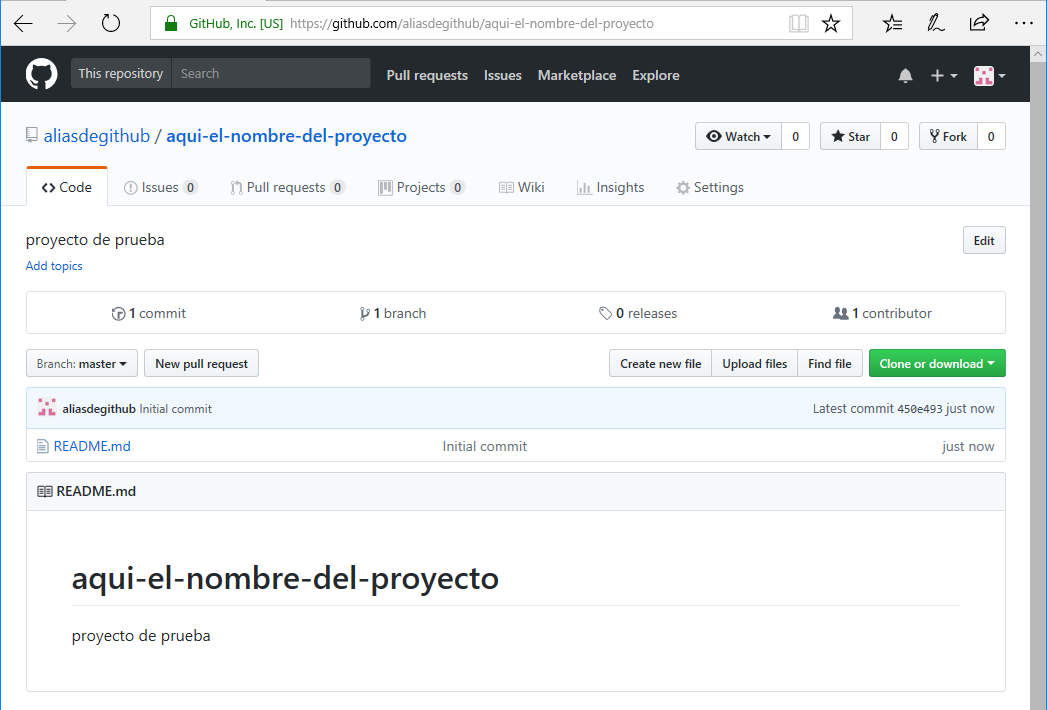 GitHub, Inc. [US] https://github.com/aliasdegithub/aqui-el-nombre-del-proyecto
This repository Search Pull requests Issues Marketplace Explore
aliasdegithub / aqui-el-nombre-del-proyecto Watch 0 Star 0 Fork 0
Code Issues 0 Pull requests 0 Projects 0 Wiki Insights Settings
proyecto de prueba Edit
Add topics
1 commit 1 branch 0 releases 1 contributor
Branch: master New pull request Create new file Upload files Find file Clone or download
aliasdegithub Initial commit Latest commit 450e493 just now
README.md Initial commit just now
README.md
aqui-el-nombre-del-proyecto
proyecto de prueba